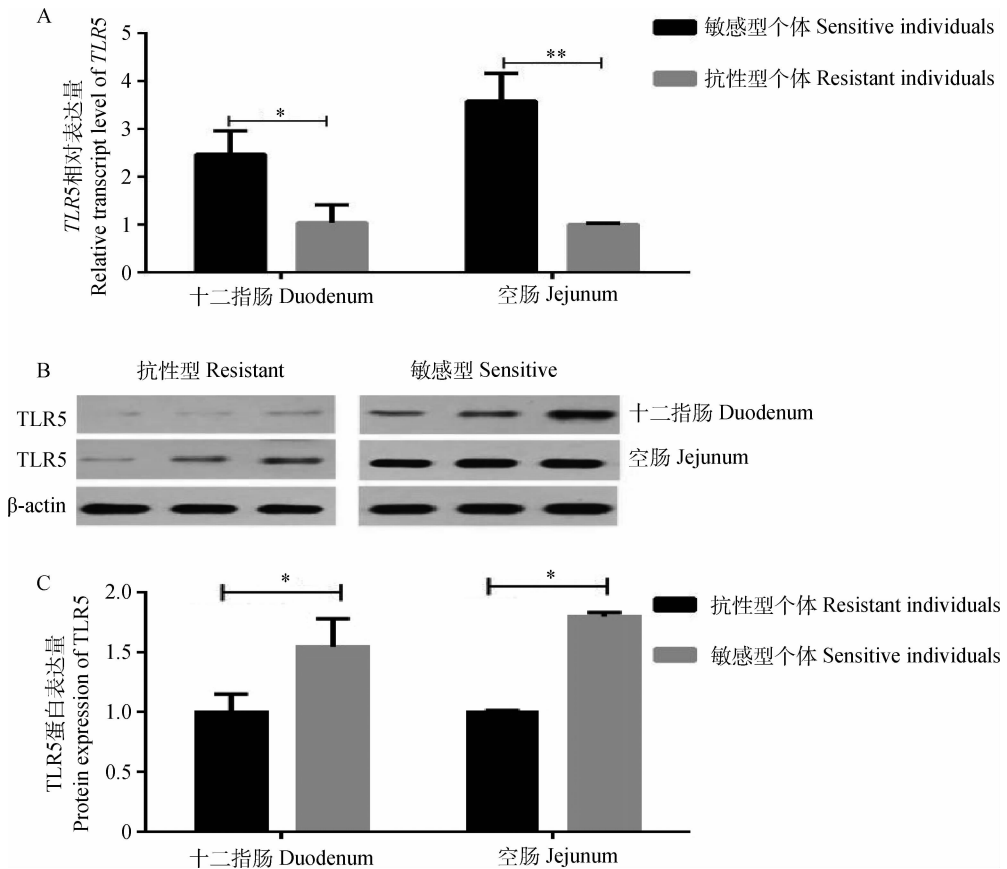 A
TLR5相对表达量
Relative transcript level of TLR5
5
4
3
2
1
0
*
**
敏感型个体 Sensitive individuals
抗性型个体 Resistant individuals
十二指肠 Duodenum
空肠 Jejunum
B
抗性型 Resistant
敏感型 Sensitive
TLR5
十二指肠 Duodenum
TLR5
空肠 Jejunum
β-actin
C
TLR5蛋白表达量
Protein expression of TLR5
2.0
1.5
1.0
0.5
0
*
*
抗性型个体 Resistant individuals
敏感型个体 Sensitive individuals
十二指肠 Duodenum
空肠 Jejunum